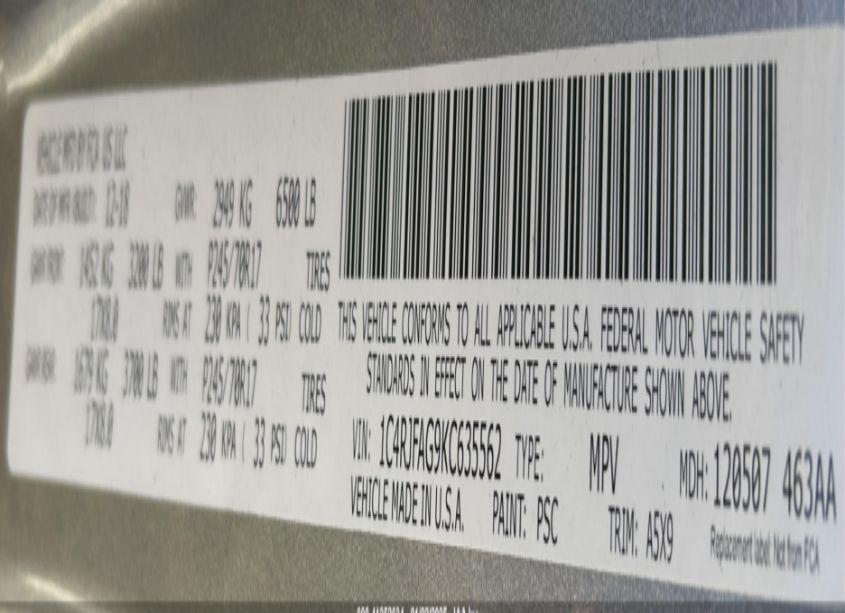 VEHICLE MFD BY FCA US LLC
DATE OF MFR (BUILT): 12-18 GVWR: 2949 KG 6500 LB
GAWR FRONT: 1452 KG 3200 LB WITH P245/70R17 TIRES
17X8.0 RIMS AT 230 KPA ( 33 PSI) COLD
GAWR REAR: 1679 KG 3700 LB WITH P245/70R17 TIRES
17X8.0 RIMS AT 230 KPA ( 33 PSI) COLD
THIS VEHICLE CONFORMS TO ALL APPLICABLE U.S.A. FEDERAL MOTOR VEHICLE SAFETY
STANDARDS IN EFFECT ON THE DATE OF MANUFACTURE SHOWN ABOVE.
VIN: 1C4RJFAG9KC635562 TYPE: MPV MDH: 120507 463AA
VEHICLE MADE IN U.S.A. PAINT: PSC TRIM: A5X9
Replacement label: Not from FCA